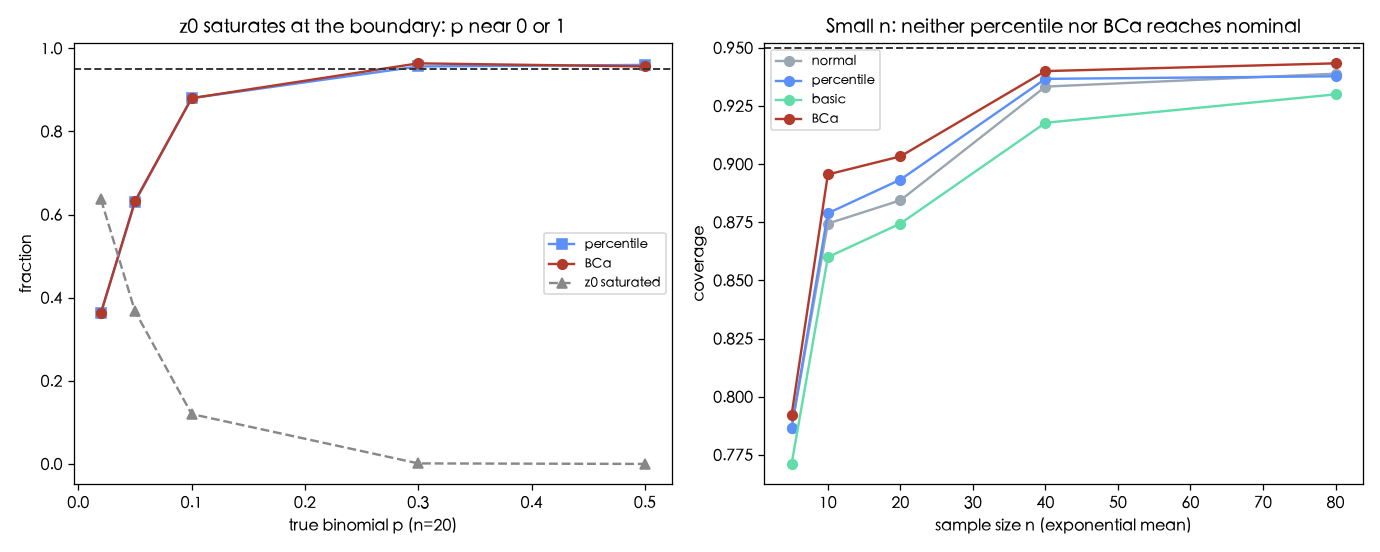 z0 saturates at the boundary: p near 0 or 1
1.0
0.8
0.6
0.4
0.2
0.0
fraction
percentile
BCa
z0 saturated
0.0
0.1
0.2
0.3
0.4
0.5
true binomial p (n=20)
Small n: neither percentile nor BCa reaches nominal
0.950
0.925
0.900
0.875
0.850
0.825
0.800
0.775
coverage
normal
percentile
basic
BCa
10
20
30
40
50
60
70
80
sample size n (exponential mean)